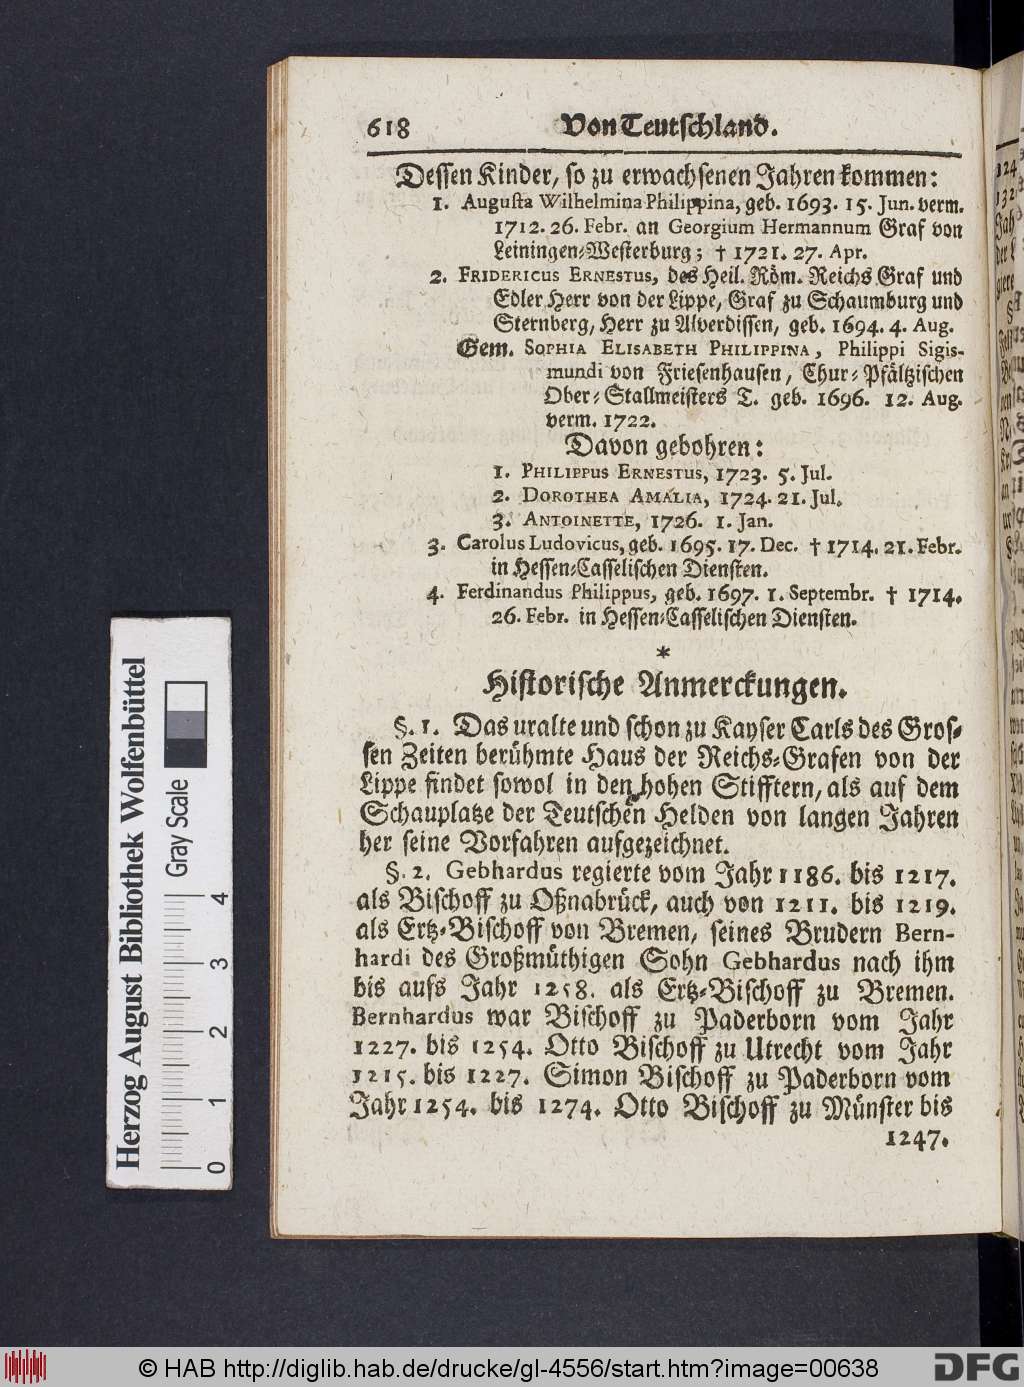 618 Von Teutschland.
Dessen Kinder, so zu erwachsenen Jahren kommen:
1. Augusta Wilhelmina Philippina, geb. 1693. 15. Jun. verm.
1712. 26. Febr. an Georgium Hermannum Graf von
Leiningen-Westerburg; † 1721. 27. Apr.
2. FRIDERICUS ERNESTUS, des Heil. Röm. Reichs Graf und
Edler Herr von der Lippe, Graf zu Schaumburg und
Sternberg, Herr zu Alverdissen, geb. 1694. 4. Aug.
Gem. SOPHIA ELISABETH PHILIPPINA, Philippi Sigis-
mundi von Friesenhausen, Chur-Pfältzischen
Ober-Stallmeisters T. geb. 1696. 12. Aug.
verm. 1722.
Davon gebohren:
1. PHILIPPUS ERNESTUS, 1723. 5. Jul.
2. DOROTHEA AMALIA, 1724. 21. Jul.
3. ANTOINETTE, 1726. 1. Jan.
3. Carolus Ludovicus, geb. 1695. 17. Dec. † 1714. 21. Febr.
in Hessen-Casselischen Diensten.
4. Ferdinandus Philippus, geb. 1697. 1. Septembr. † 1714.
26. Febr. in Hessen-Casselischen Diensten.
*
Historische Anmerckungen.
§. 1. Das uralte und schon zu Kayser Carls des Gros-
sen Zeiten berühmte Haus der Reichs-Grafen von der
Lippe findet sowol in den hohen Stifftern, als auf dem
Schauplatze der Teutschen Helden von langen Jahren
her seine Vorfahren aufgezeichnet.
§. 2. Gebhardus regierte vom Jahr 1186. bis 1217.
als Bischoff zu Oßnabrück, auch von 1211. bis 1219.
als Ertz-Bischoff von Bremen, seines Brudern Bern-
hardi des Großmüthigen Sohn Gebhardus nach ihm
bis aufs Jahr 1258. als Ertz-Bischoff zu Bremen.
Bernhardus war Bischoff zu Paderborn vom Jahr
1227. bis 1254. Otto Bischoff zu Utrecht vom Jahr
1215. bis 1227. Simon Bischoff zu Paderborn vom
Jahr 1254. bis 1274. Otto Bischoff zu Münster bis
1247.
Herzog August Bibliothek Wolfenbüttel
Gray Scale
0 1 2 3 4
© HAB http://diglib.hab.de/drucke/gl-4556/start.htm?image=00638
DFG